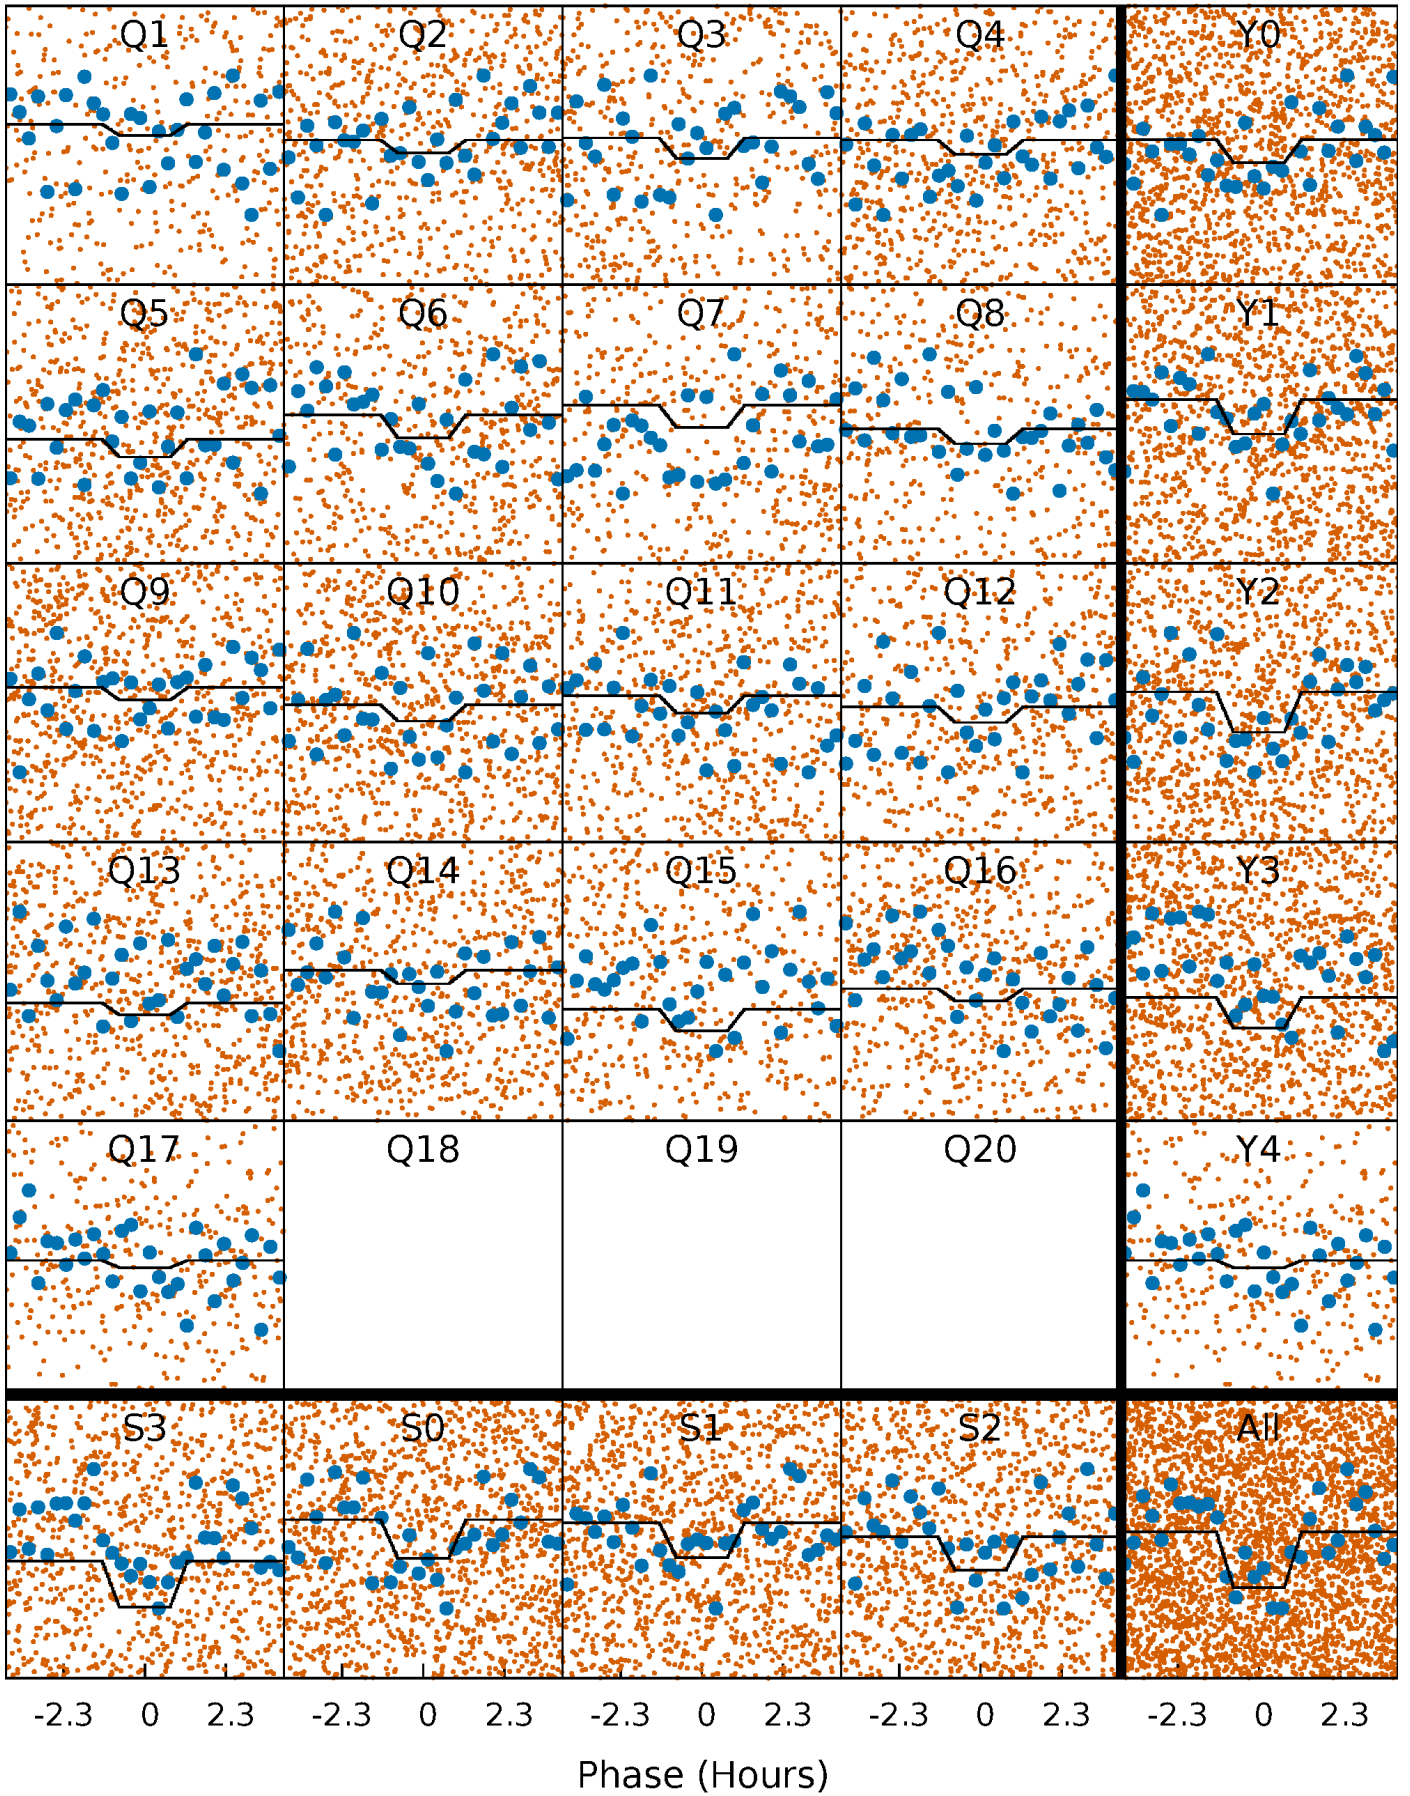 Q1 Q2 Q3 Q4 Y0
Q5 Q6 Q7 Q8 Y1
Q9 Q10 Q11 Q12 Y2
Q13 Q14 Q15 Q16 Y3
Q17 Q18 Q19 Q20 Y4
S3 S0 S1 S2 All
-2.3 0 2.3 -2.3 0 2.3 -2.3 0 2.3 -2.3 0 2.3 -2.3 0 2.3
Phase (Hours)